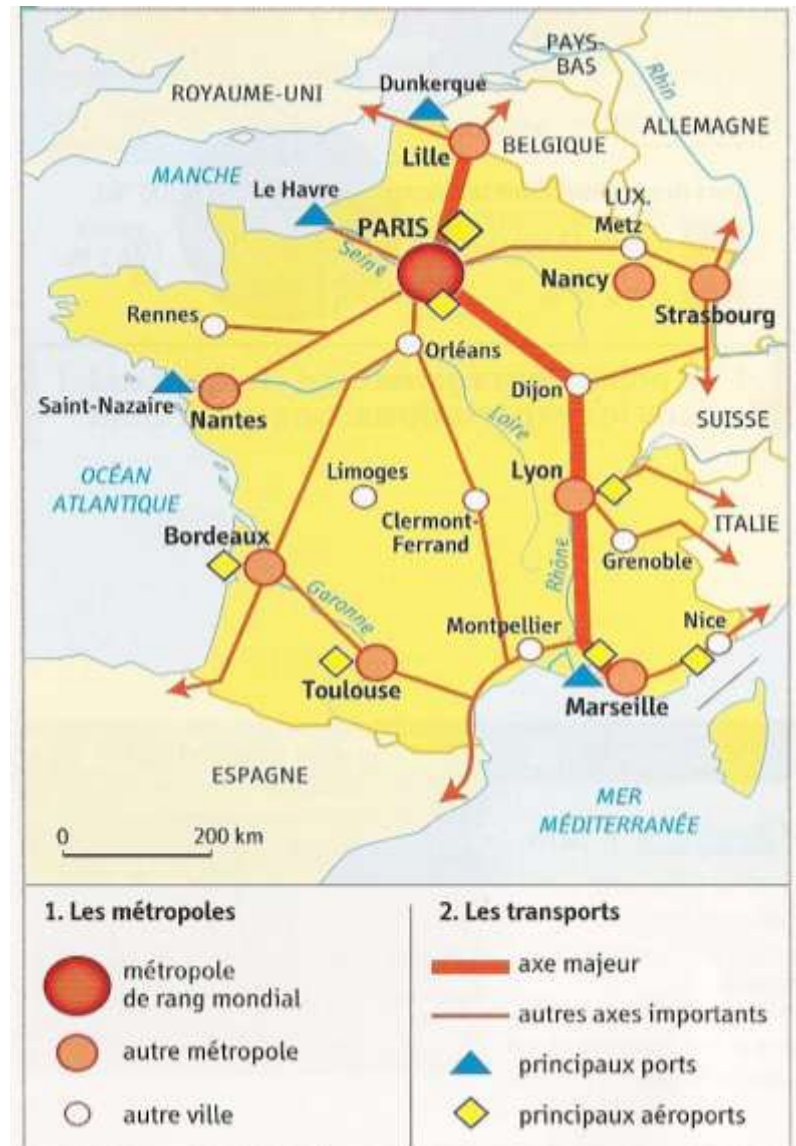 PAYS-
BAS
Rhin
ROYAUME-UNI
Dunkerque
ALLEMAGNE
Lille
BELGIQUE
MANCHE
Le Havre
LUX.
PARIS
Metz
Seine
Nancy
Strasbourg
Rennes
Orléans
Saint-Nazaire
Nantes
Dijon
Loire
SUISSE
OCÉAN
ATLANTIQUE
Limoges
Lyon
Clermont-
Ferrand
ITALIE
Bordeaux
Grenoble
Rhône
Garonne
Montpellier
Nice
Toulouse
Marseille
ESPAGNE
MER
MÉDITERRANÉE
0 200 km
1. Les métropoles
métropole
de rang mondial
autre métropole
autre ville
2. Les transports
axe majeur
autres axes importants
principaux ports
principaux aéroports